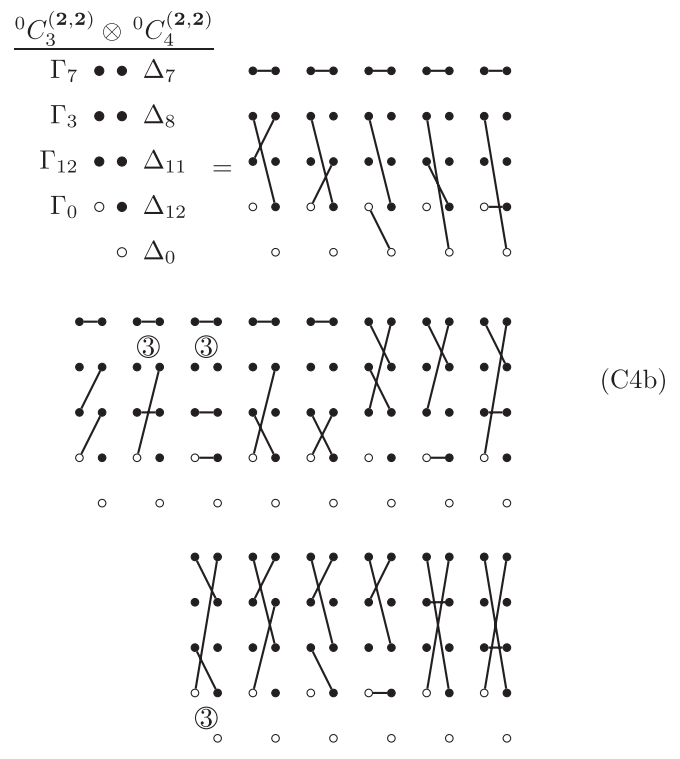 ⁰C₃^(2,2) ⊗ ⁰C₄^(2,2)
Γ₇ Δ₇
Γ₃ Δ₈
Γ₁₂ Δ₁₁ =
Γ₀ Δ₁₂
Δ₀
③ ③
(C4b)
③